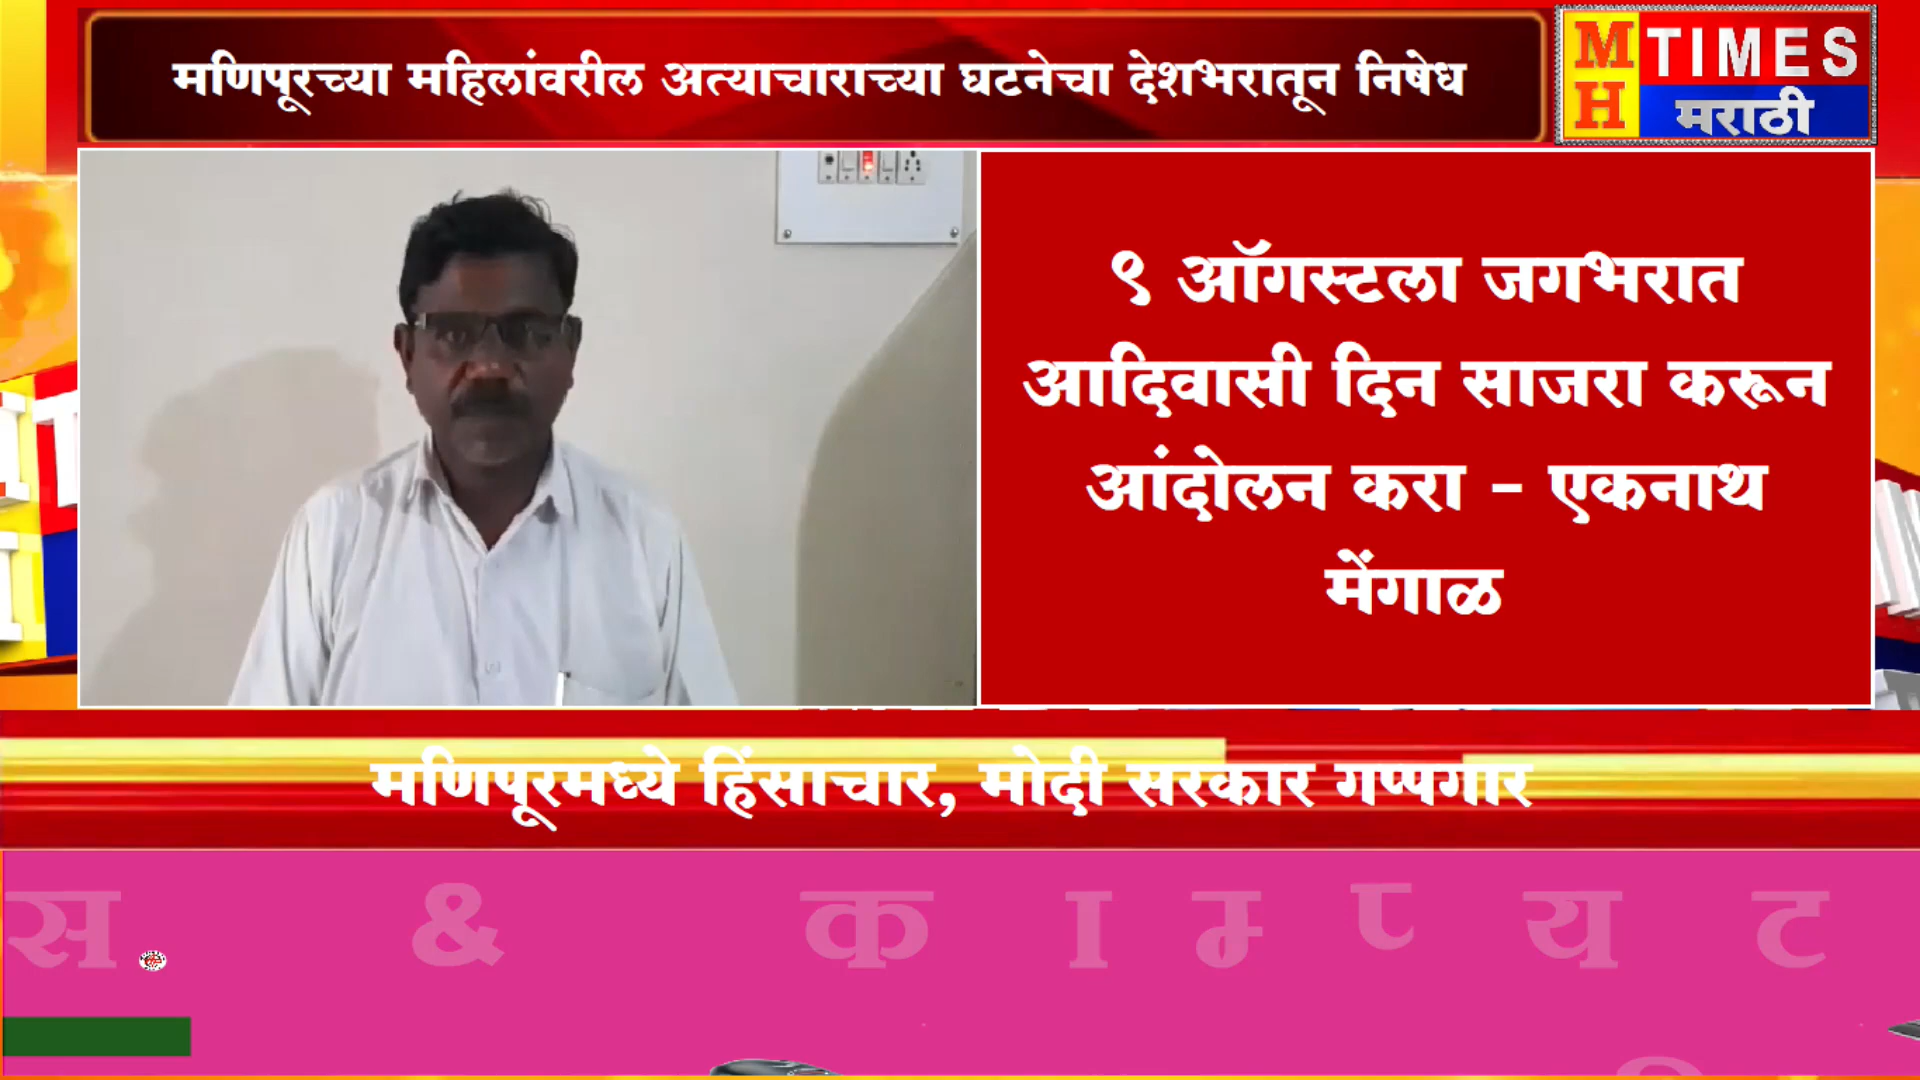 मणिपूरच्या महिलांवरील अत्याचाराच्या घटनेचा देशभरातून निषेध
MH TIMES
मराठी
९ ऑगस्टला जगभरात
आदिवासी दिन साजरा करून
आंदोलन करा - एकनाथ
मेंगाळ
मणिपूरमध्ये हिंसाचार, मोदी सरकार गप्पगार
स & का म्प्य ट